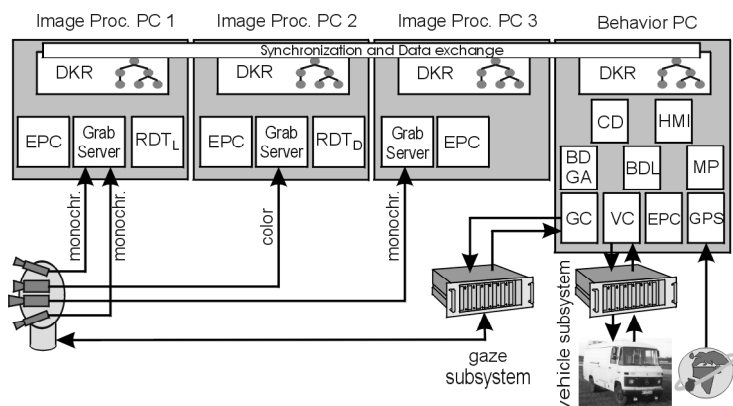 Image Proc. PC 1
Image Proc. PC 2
Image Proc. PC 3
Behavior PC
Synchronization and Data exchange
DKR
DKR
DKR
DKR
EPC
Grab
Server
RDTL
EPC
Grab
Server
RDTD
Grab
Server
EPC
CD
HMI
BD
GA
BDL
MP
GC
VC
EPC
GPS
monochr.
monochr.
color
monochr.
gaze
subsystem
vehicle subsystem